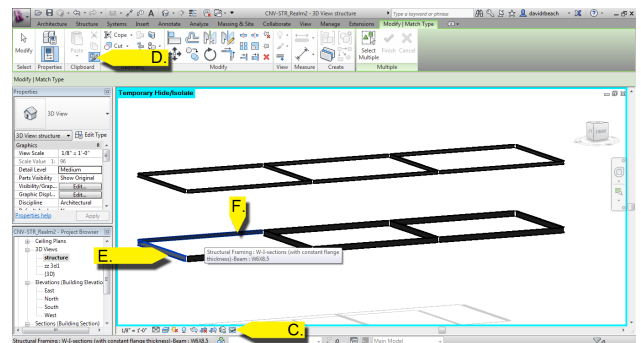 CNV-STR_Realm2 - 3D View: structure
Type a keyword or phrase
davidrbeach
Architecture Structure Systems Insert Annotate Analyze Massing & Site Collaborate View Manage Extensions Modify | Match Type
Modify
Paste
Cope
Cut
D.
Select Multiple
Finish Cancel
Select Properties Clipboard Modify View Measure Create Multiple
Modify | Match Type
Properties
3D View
3D View: structure Edit Type
Graphics
View Scale 1/8" = 1'-0"
Scale Value 1: 96
Detail Level Medium
Parts Visibility Show Original
Visibility/Grap... Edit...
Graphic Displ... Edit...
Discipline Architectural
Properties help Apply
CNV-STR_Realm2 - Project Browser
Ceiling Plans
3D Views
structure
zz 3d1
{3D}
Elevations (Building Elevatio
East
North
South
West
Sections (Building Section)
Temporary Hide/Isolate
F.
Structural Framing : W-I-sections (with constant flange
thickness)-Beam : W6X8.5
E.
C.
1/8" = 1'-0"
Structural Framing : W-I-sections (with constant flange thickness)-Beam : W6X8.5
Main Model